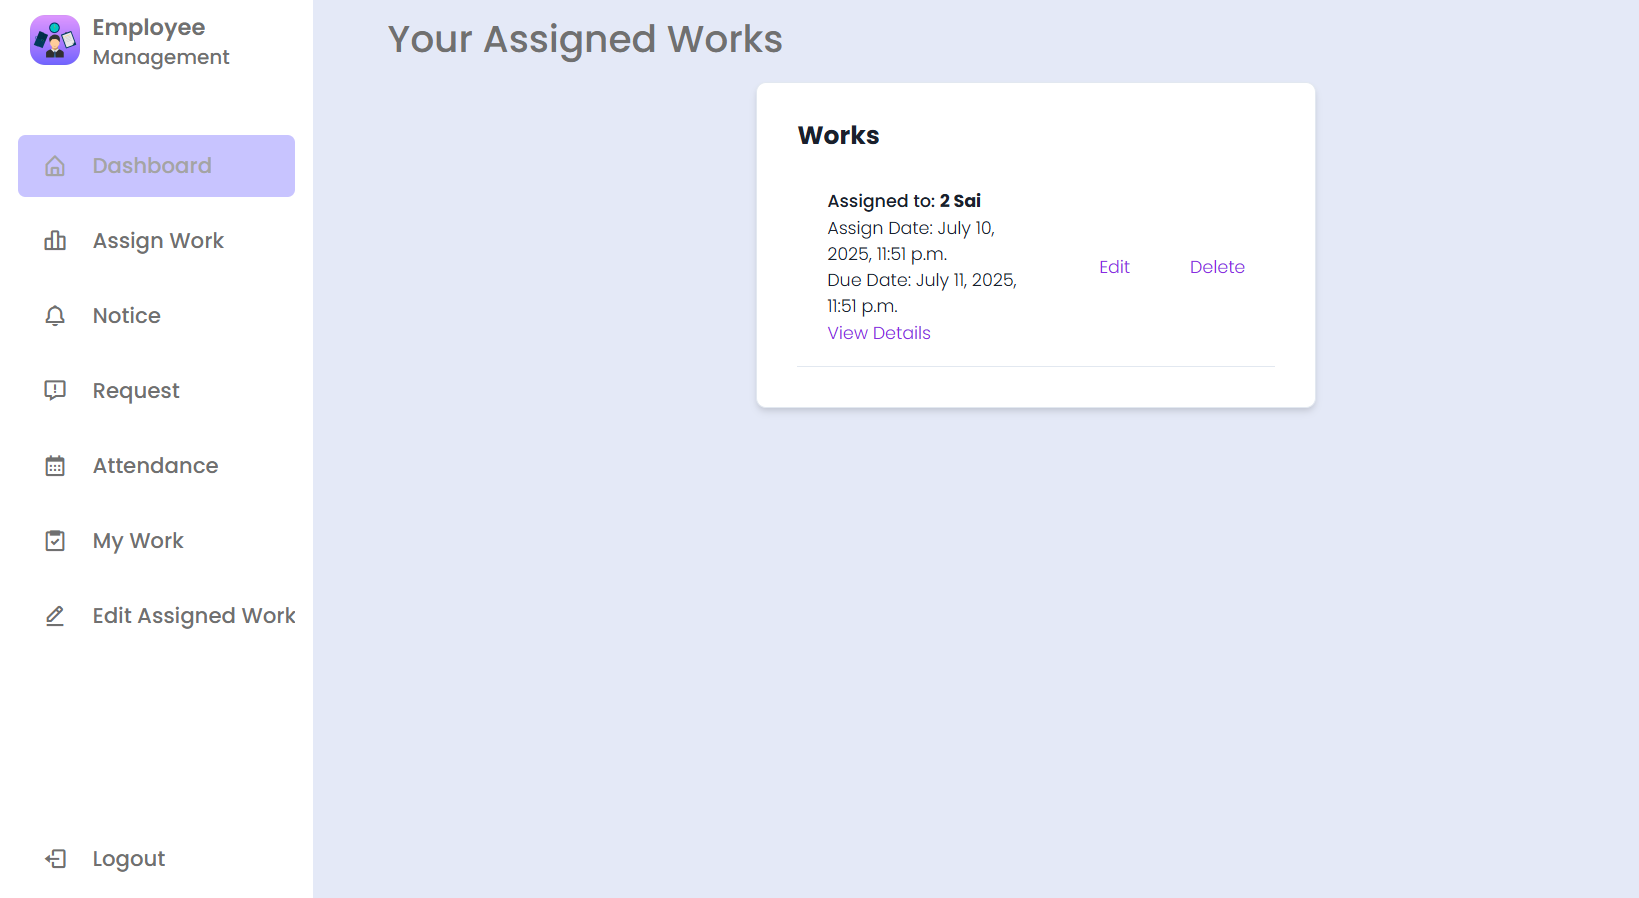 Employee
Management
Dashboard
Assign Work
Notice
Request
Attendance
My Work
Edit Assigned Work
Logout
Your Assigned Works
Works
Assigned to: 2 Sai
Assign Date: July 10,
2025, 11:51 p.m.
Due Date: July 11, 2025,
11:51 p.m.
View Details
Edit
Delete